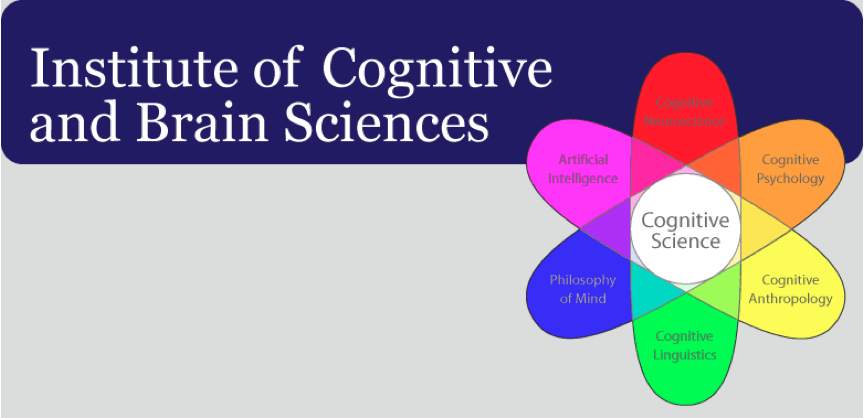 Institute of Cognitive
and Brain Sciences
Cognitive
Neuroscience
Artificial
Intelligence
Cognitive
Psychology
Cognitive
Science
Philosophy
of Mind
Cognitive
Anthropology
Cognitive
Linguistics